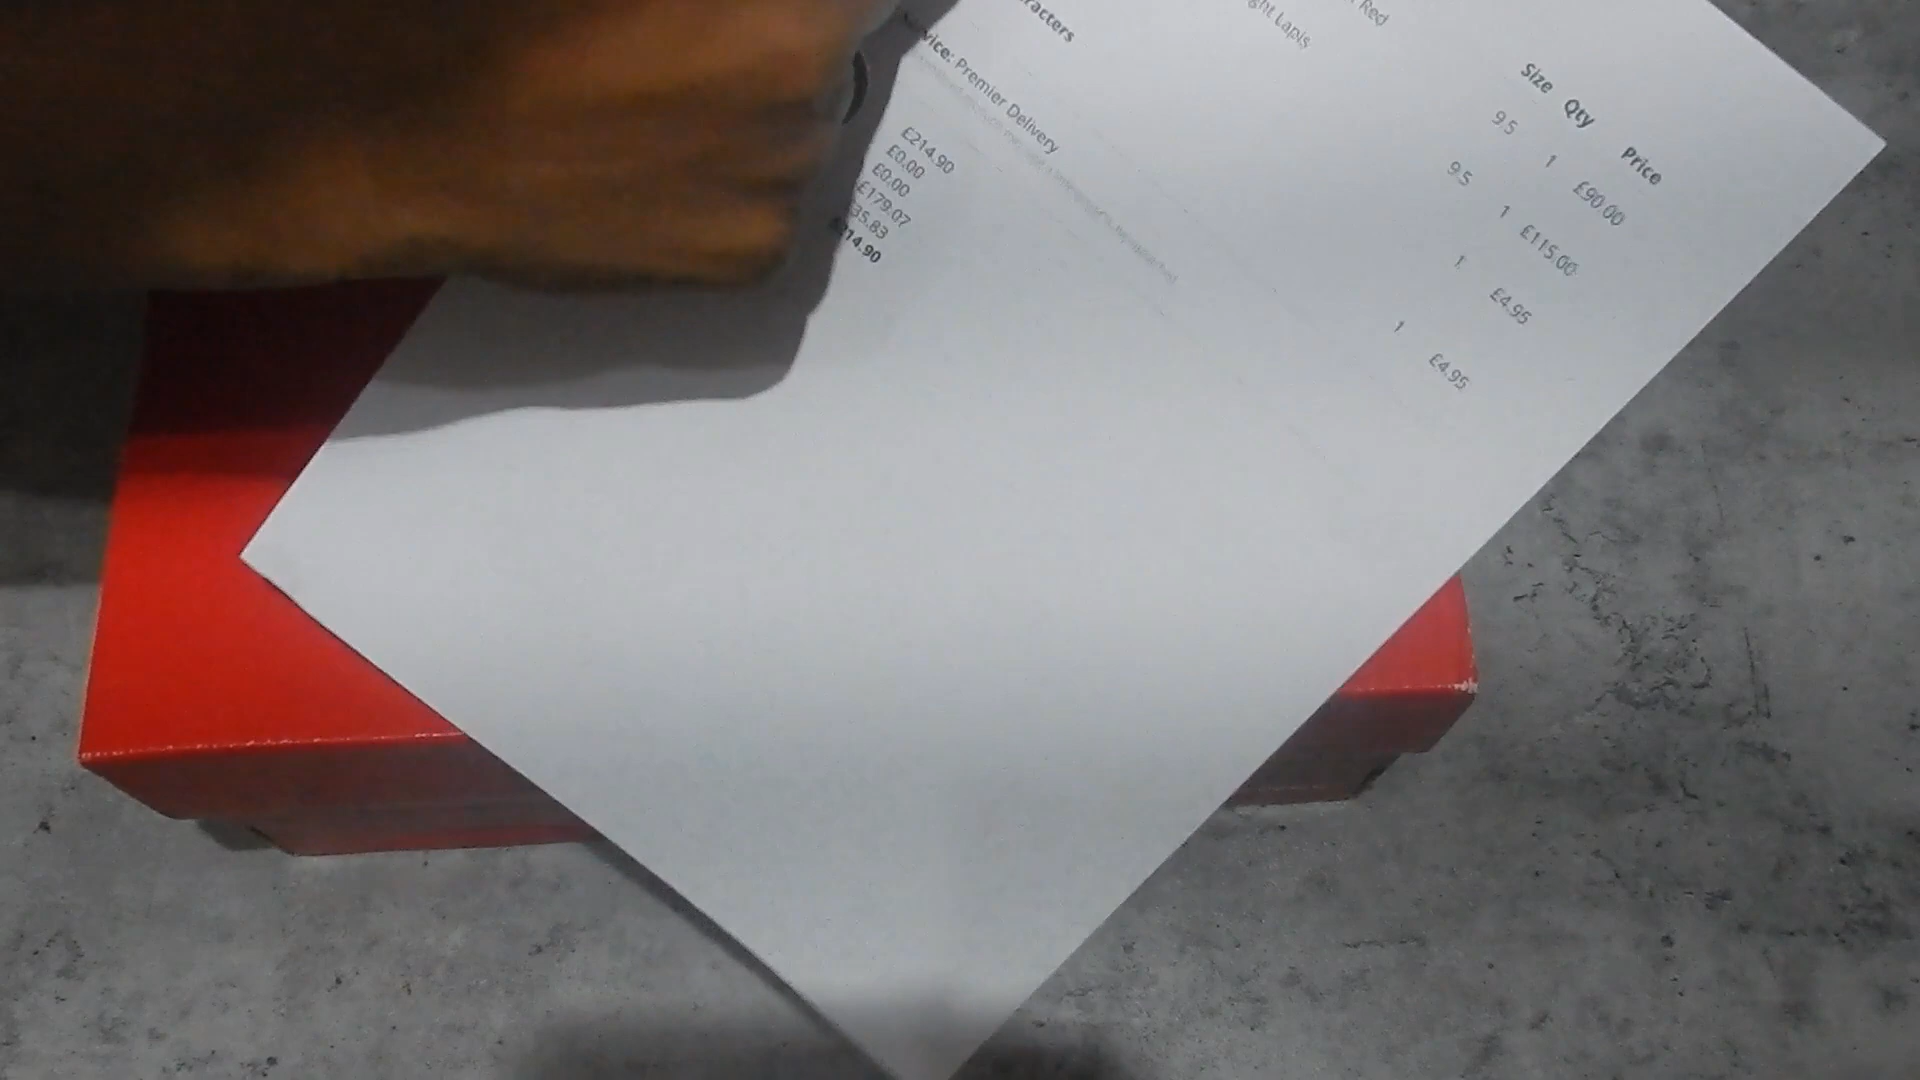 Red
ght Lapis
racters
Size Qty Price
9.5 1 £90.00
9.5 1 £115.00
1 £4.95
1 £4.95
vice: Premier Delivery
£214.90
£0.00
£0.00
£179.07
35.83
214.90